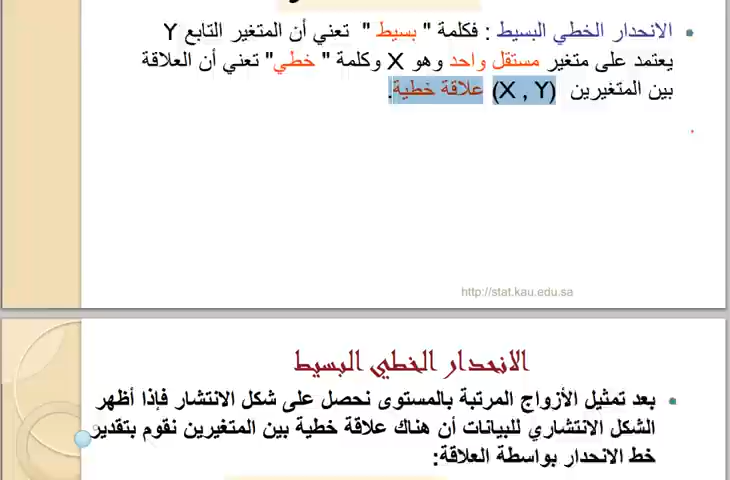 الانحدار الخطي البسيط : فكلمة " بسيط " تعني أن المتغير التابع Y
يعتمد على متغير مستقل واحد وهو X وكلمة " خطي" تعني أن العلاقة
بين المتغيرين (X , Y) علاقة خطية.
http://stat.kau.edu.sa
الانحدار الخطي البسيط
بعد تمثيل الأزواج المرتبة بالمستوى نحصل على شكل الانتشار فإذا أظهر
الشكل الانتشاري للبيانات أن هناك علاقة خطية بين المتغيرين نقوم بتقدير
خط الانحدار بواسطة العلاقة: